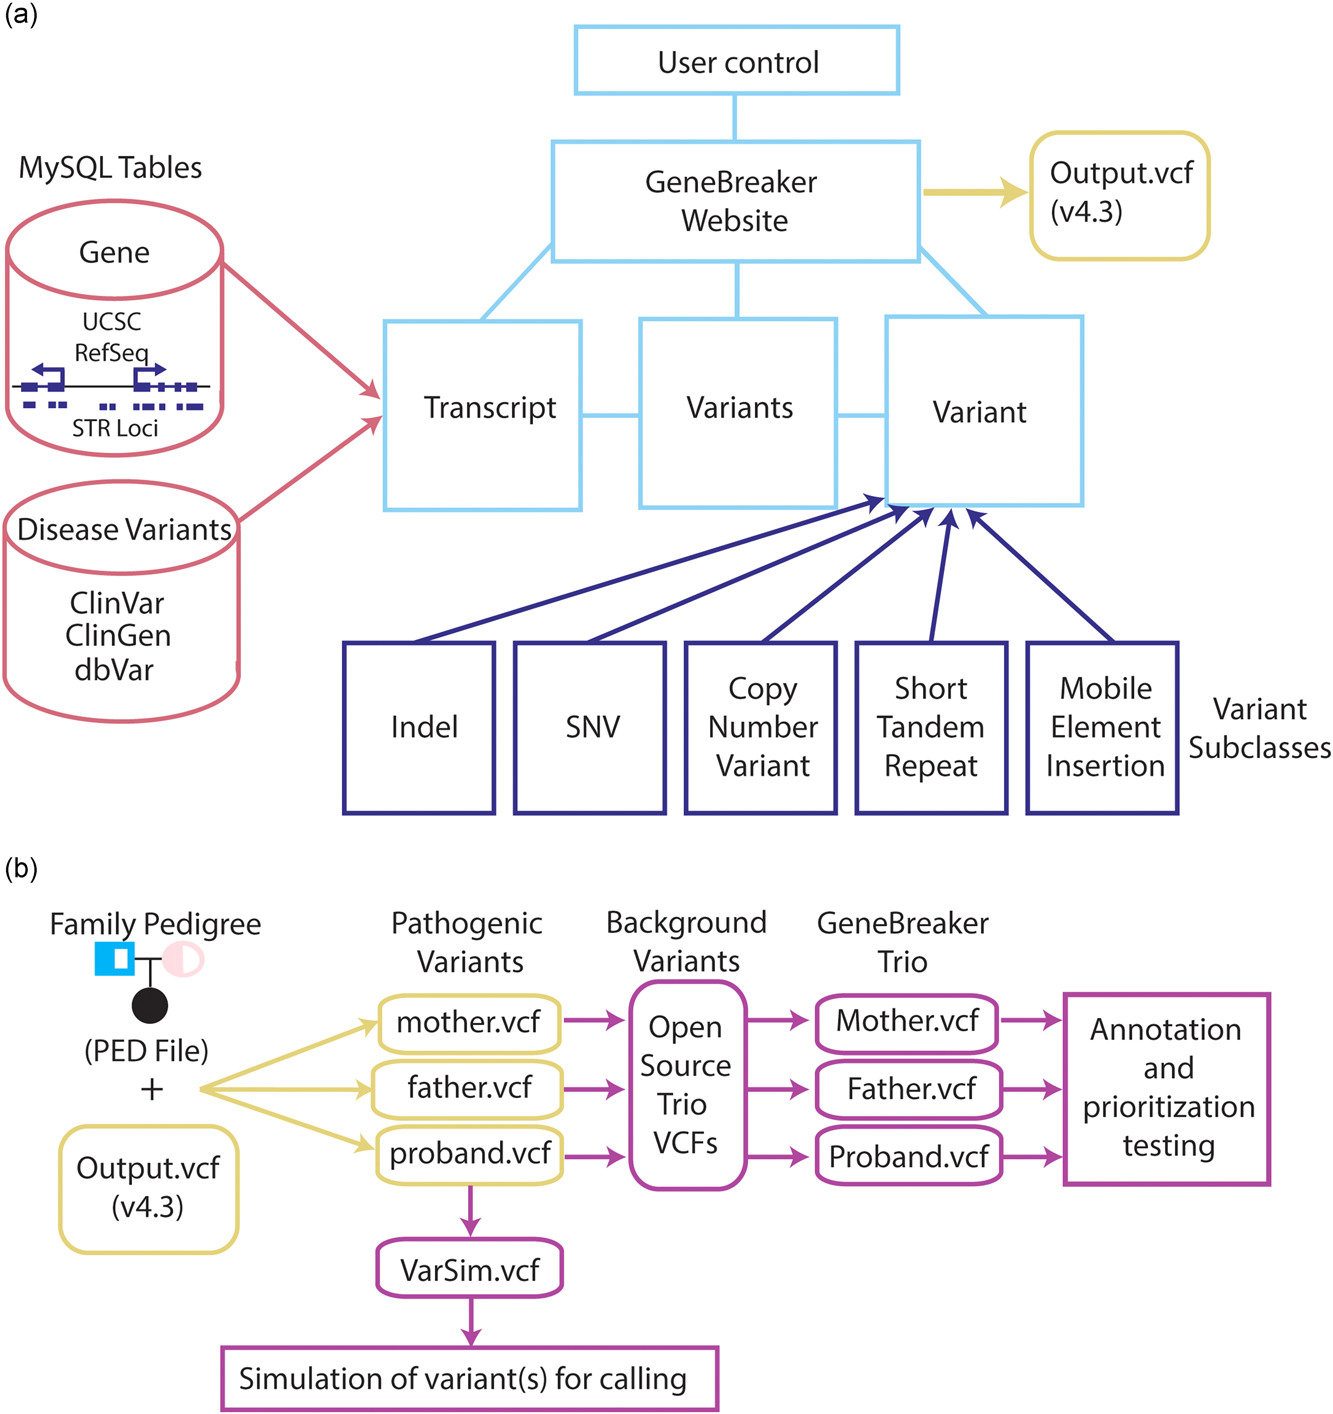 (a)
User control
MySQL Tables
GeneBreaker
Website
Output.vcf
(v4.3)
Gene
UCSC
RefSeq
STR Loci
Transcript
Variants
Variant
Disease Variants
ClinVar
ClinGen
dbVar
Indel
SNV
Copy
Number
Variant
Short
Tandem
Repeat
Mobile
Element
Insertion
Variant
Subclasses
(b)
Family Pedigree
(PED File)
+
Output.vcf
(v4.3)
Pathogenic
Variants
mother.vcf
father.vcf
proband.vcf
VarSim.vcf
Simulation of variant(s) for calling
Background
Variants
Open
Source
Trio
VCFs
GeneBreaker
Trio
Mother.vcf
Father.vcf
Proband.vcf
Annotation
and
prioritization
testing